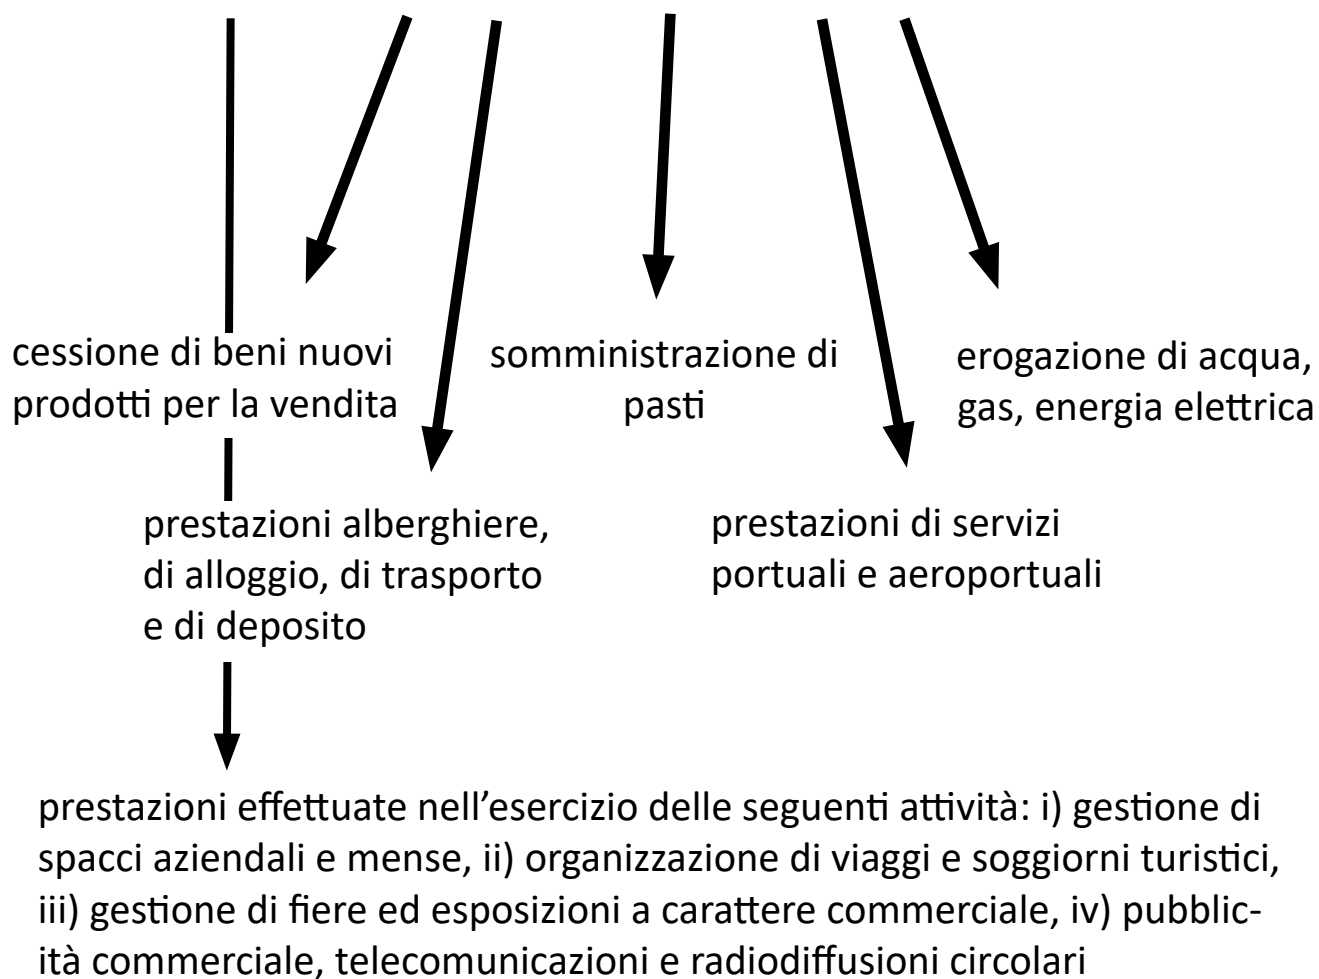 cessione di beni nuovi
prodotti per la vendita
somministrazione di
pasti
erogazione di acqua,
gas, energia elettrica
prestazioni alberghiere,
di alloggio, di trasporto
e di deposito
prestazioni di servizi
portuali e aeroportuali
prestazioni effettuate nell’esercizio delle seguenti attività: i) gestione di
spacci aziendali e mense, ii) organizzazione di viaggi e soggiorni turistici,
iii) gestione di fiere ed esposizioni a carattere commerciale, iv) pubblic-
ità commerciale, telecomunicazioni e radiodiffusioni circolari